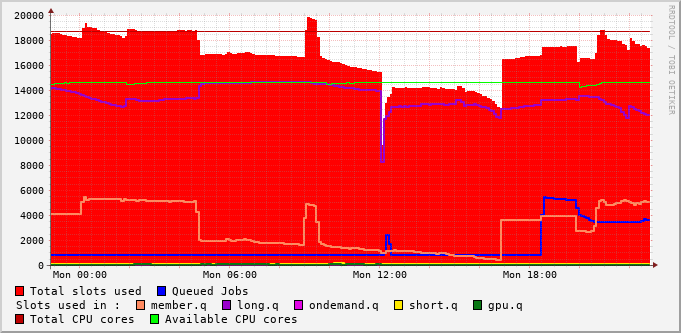 20000
18000
16000
14000
12000
10000
8000
6000
4000
2000
0
Mon 00:00 Mon 06:00 Mon 12:00 Mon 18:00
Total slots used Queued Jobs
Slots used in : member.q long.q ondemand.q short.q gpu.q
Total CPU cores Available CPU cores
RRDTOOL / TOBI OETIKER